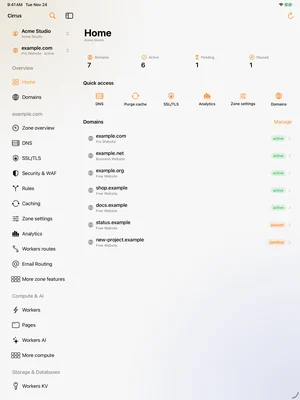 9:41 AM Tue Nov 24
Cirrus
Acme Studio
Acme Studio
example.com
Pro Website · active
Overview
Home
Domains
example.com
Zone overview
DNS
SSL/TLS
Security & WAF
Rules
Caching
Zone settings
Analytics
Workers routes
Email Routing
More zone features
Compute & AI
Workers
Pages
Workers AI
More compute
Storage & Databases
Workers KV
Home
Acme Studio
Domains
7
Active
6
Pending
1
Paused
1
Quick access
DNS
Purge cache
SSL/TLS
Analytics
Zone settings
Domains
Domains
Manage
example.com
Pro Website
active
example.net
Business Website
active
example.org
Free Website
active
shop.example
Free Website
active
docs.example
Free Website
active
status.example
Free Website
paused
new-project.example
Free Website
pending